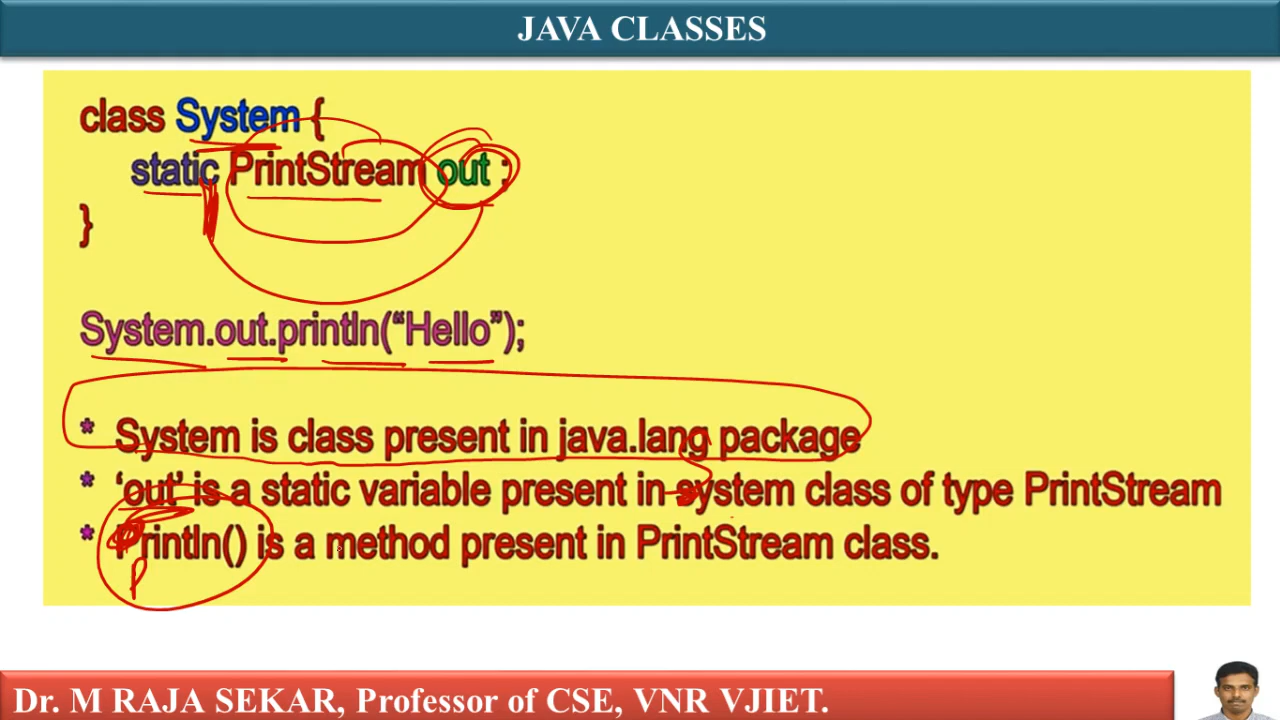 JAVA CLASSES
class System {
static PrintStream out ;
}
System.out.println(“Hello”);
* System is class present in java.lang package
* ‘out’ is a static variable present in system class of type PrintStream
* println() is a method present in PrintStream class.
Dr. M RAJA SEKAR, Professor of CSE, VNR VJIET.